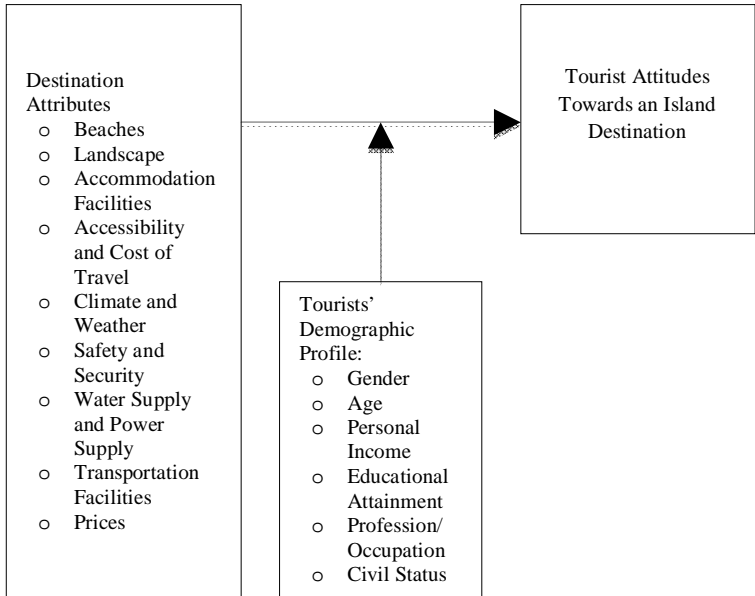 Destination
Attributes
o Beaches
o Landscape
o Accommodation
Facilities
o Accessibility
and Cost of
Travel
o Climate and
Weather
o Safety and
Security
o Water Supply
and Power
Supply
o Transportation
Facilities
o Prices
Tourists’
Demographic
Profile:
o Gender
o Age
o Personal
Income
o Educational
Attainment
o Profession/
Occupation
o Civil Status
Tourist Attitudes
Towards an Island
Destination